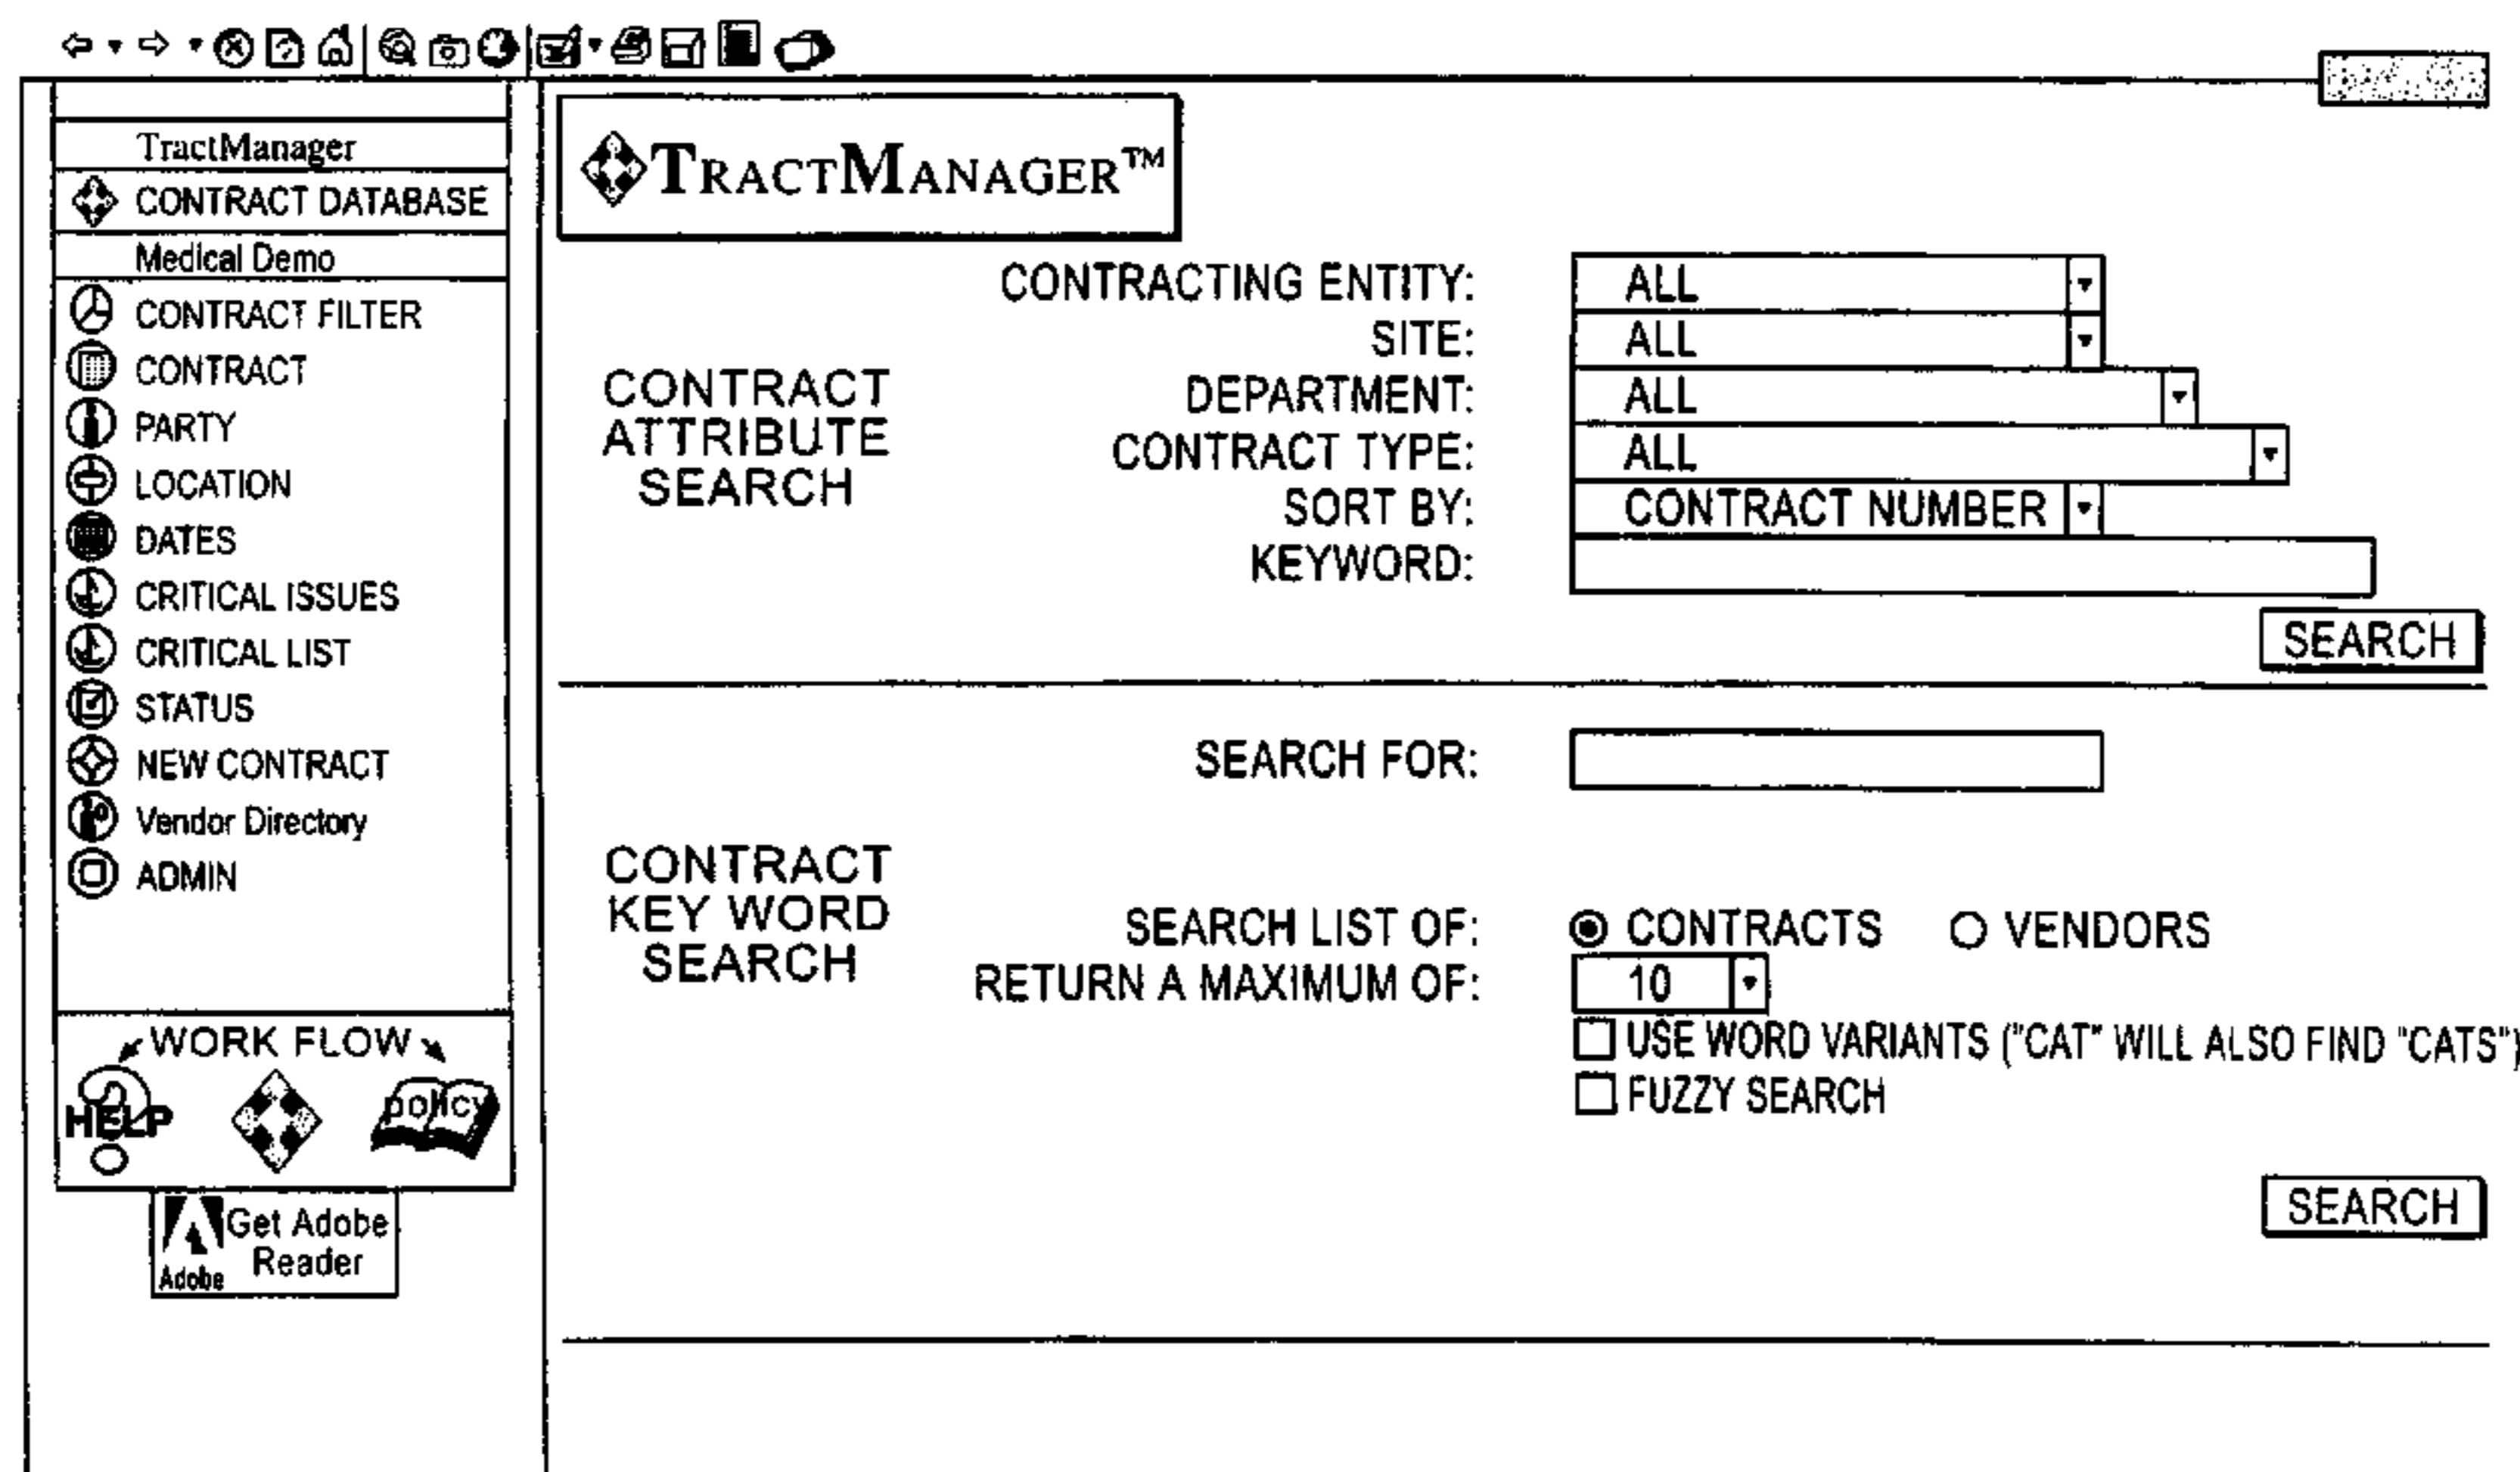 TractManager
CONTRACT DATABASE
Medical Demo
CONTRACT FILTER
CONTRACT
PARTY
LOCATION
DATES
CRITICAL ISSUES
CRITICAL LIST
STATUS
NEW CONTRACT
Vendor Directory
ADMIN
WORK FLOW
HELP
policy
Get Adobe
Reader
Adobe
TRACTMANAGER™
CONTRACT
ATTRIBUTE
SEARCH
CONTRACTING ENTITY: ALL
SITE: ALL
DEPARTMENT: ALL
CONTRACT TYPE: ALL
SORT BY: CONTRACT NUMBER
KEYWORD:
SEARCH
CONTRACT
KEY WORD
SEARCH
SEARCH FOR:
SEARCH LIST OF: CONTRACTS VENDORS
RETURN A MAXIMUM OF: 10
USE WORD VARIANTS ("CAT" WILL ALSO FIND "CATS")
FUZZY SEARCH
SEARCH